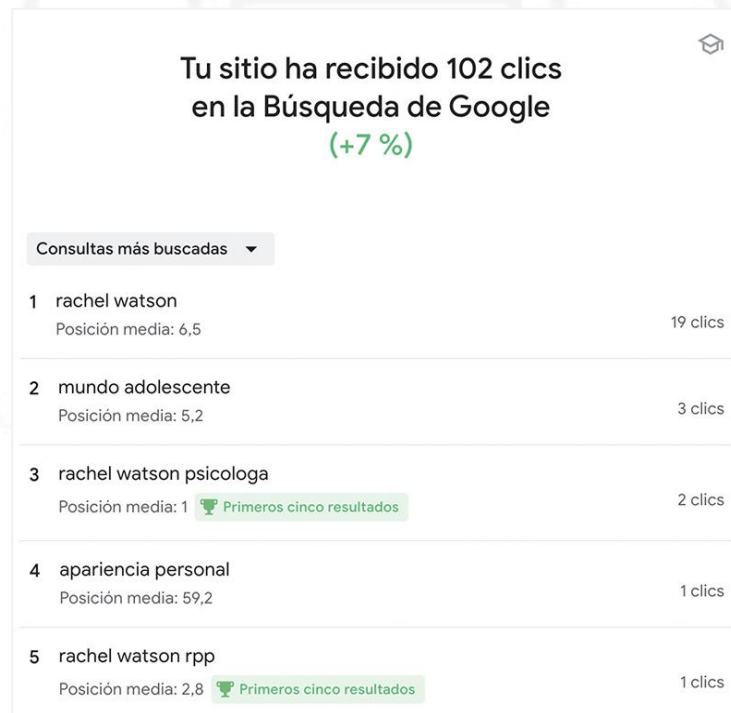 Tu sitio ha recibido 102 clics
en la Búsqueda de Google
(+7 %)
Consultas más buscadas
1 rachel watson
Posición media: 6,5
19 clics
2 mundo adolescente
Posición media: 5,2
3 clics
3 rachel watson psicologa
Posición media: 1 Primeros cinco resultados
2 clics
4 apariencia personal
Posición media: 59,2
1 clics
5 rachel watson rpp
Posición media: 2,8 Primeros cinco resultados
1 clics